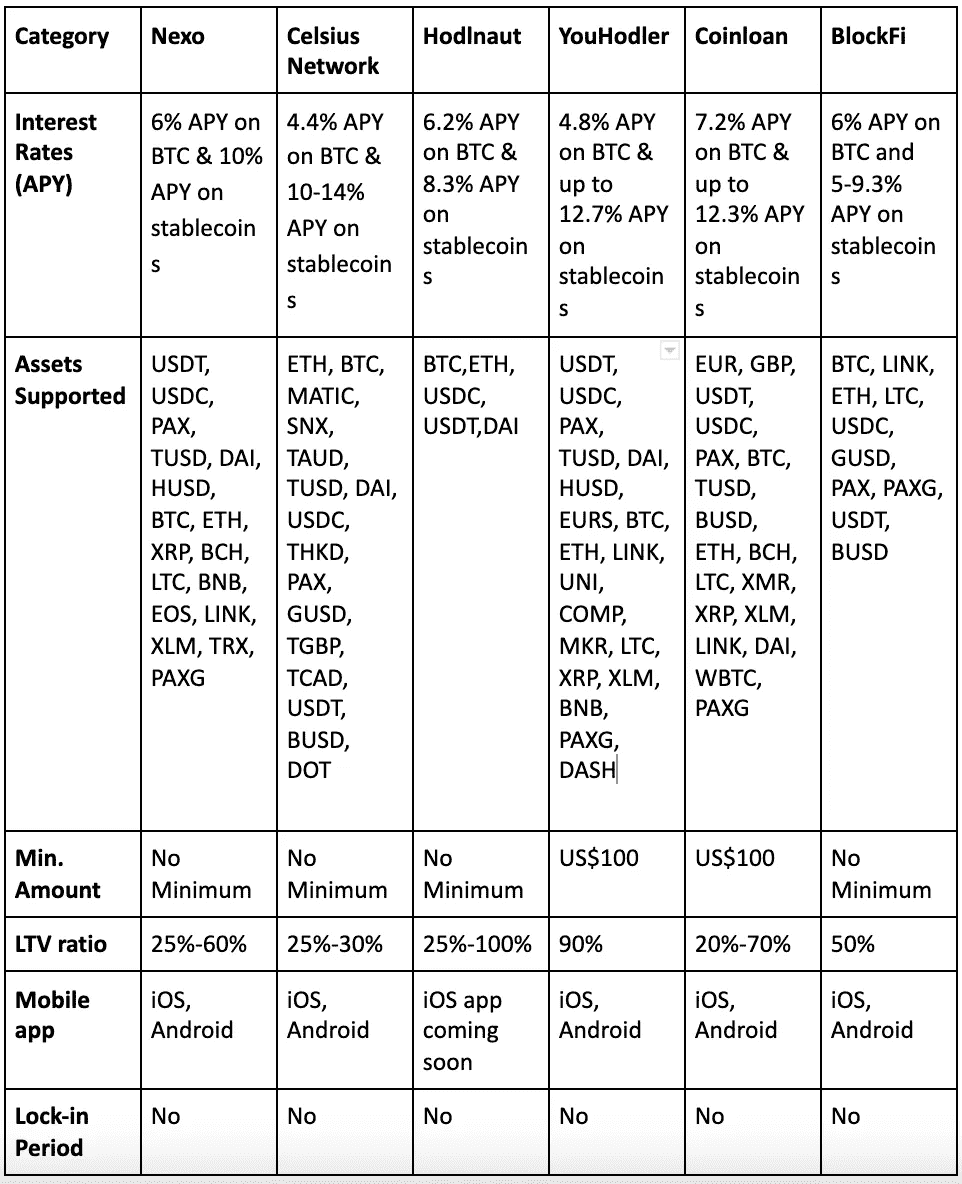 Category
Nexo
Celsius
Network
Hodlnaut
YouHodler
Coinloan
BlockFi
Interest
Rates
(APY)
6% APY on
BTC & 10%
APY on
stablecoin
s
4.4% APY
on BTC &
10-14%
APY on
stablecoin
s
6.2% APY
on BTC &
8.3% APY
on
stablecoin
s
4.8% APY
on BTC &
up to
12.7% APY
on
stablecoin
s
7.2% APY
on BTC &
up to
12.3% APY
on
stablecoin
s
6% APY on
BTC and
5-9.3%
APY on
stablecoin
s
Assets
Supported
USDT,
USDC,
PAX,
TUSD, DAI,
HUSD,
BTC, ETH,
XRP, BCH,
LTC, BNB,
EOS, LINK,
XLM, TRX,
PAXG
ETH, BTC,
MATIC,
SNX,
TAUD,
TUSD, DAI,
USDC,
THKD,
PAX,
GUSD,
TGBP,
TCAD,
USDT,
BUSD,
DOT
BTC,ETH,
USDC,
USDT,DAI
USDT,
USDC,
PAX,
TUSD, DAI,
HUSD,
EURS, BTC,
ETH, LINK,
UNI,
COMP,
MKR, LTC,
XRP, XLM,
BNB,
PAXG,
DASH
EUR, GBP,
USDT,
USDC,
PAX, BTC,
TUSD,
BUSD,
ETH, BCH,
LTC, XMR,
XRP, XLM,
LINK, DAI,
WBTC,
PAXG
BTC, LINK,
ETH, LTC,
USDC,
GUSD,
PAX, PAXG,
USDT,
BUSD
Min.
Amount
No
Minimum
No
Minimum
No
Minimum
US$100
US$100
No
Minimum
LTV ratio
25%-60%
25%-30%
25%-100%
90%
20%-70%
50%
Mobile
app
iOS,
Android
iOS,
Android
iOS app
coming
soon
iOS,
Android
iOS,
Android
iOS,
Android
Lock-in
Period
No
No
No
No
No
No